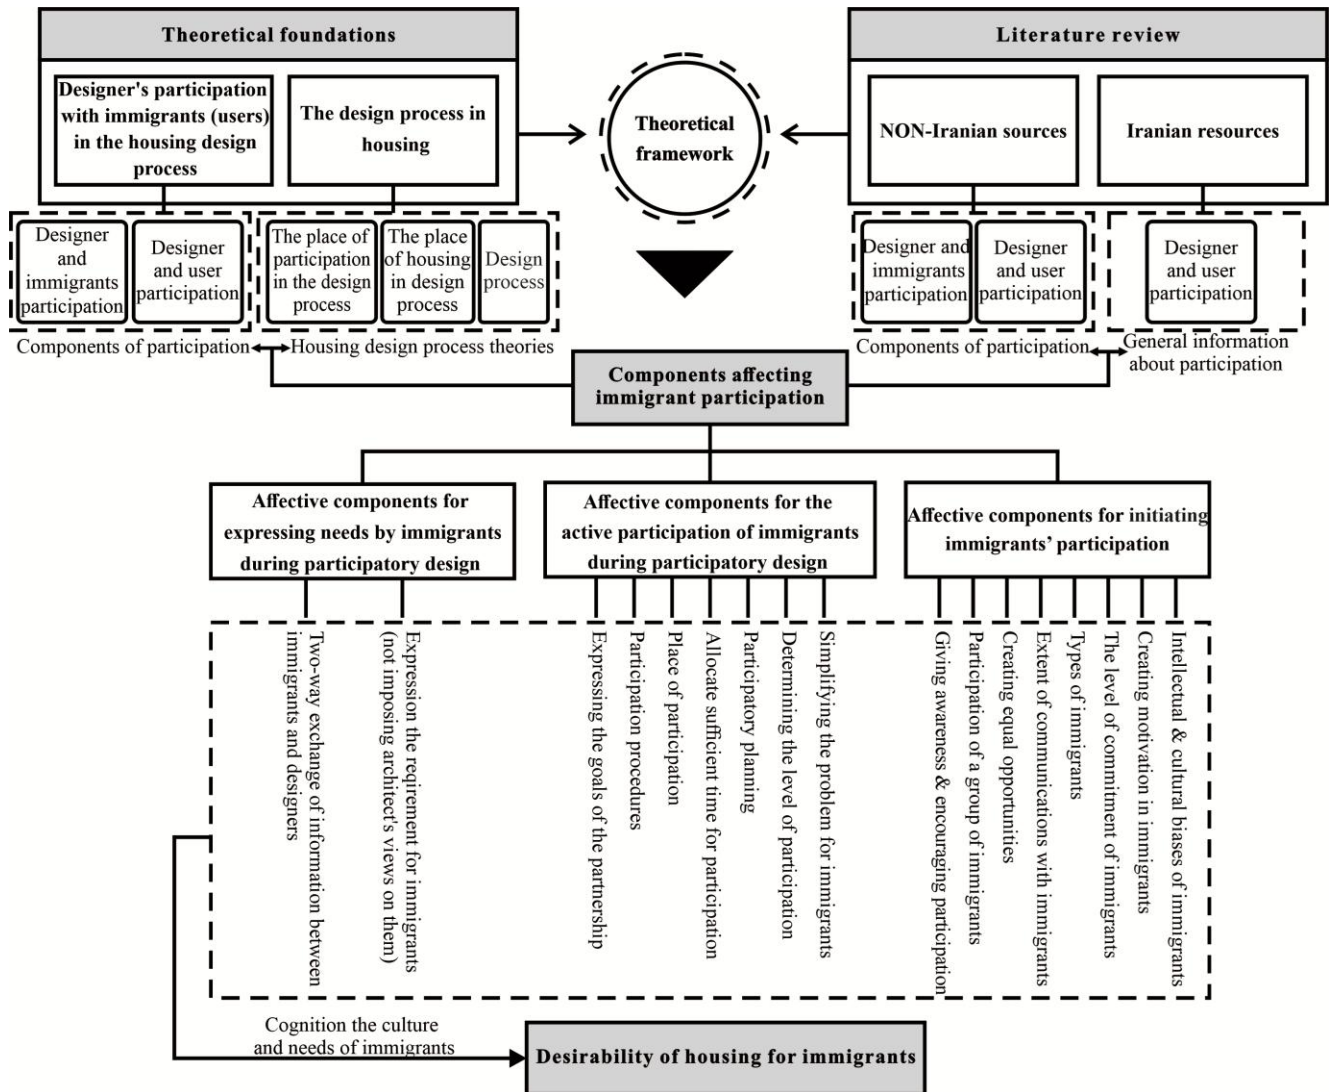 Theoretical foundations
Designer's participation
with immigrants (users)
in the housing design
process
The design process in
housing
Designer
and
immigrants
participation
Designer
and user
participation
The place of
participation
in the design
process
The place
of housing
in design
process
Design
process
Components of participation
Housing design process theories
Theoretical
framework
Literature review
NON-Iranian sources
Iranian resources
Designer and
immigrants
participation
Designer
and user
participation
Designer
and user
participation
Components of participation
General information
about participation
Components affecting
immigrant participation
Affective components for
expressing needs by immigrants
during participatory design
Affective components for the
active participation of immigrants
during participatory design
Affective components for initiating
immigrants' participation
Two-way exchange of information between
immigrants and designers
Expression the reqirement for immigrants
(not imposing architect's views on them)
Expressing the goals of the partnership
Participation procedures
Place of participation
Allocate sufficient time for participation
Participatory planning
Determining the level of participation
Simplifying the problem for immigrants
Giving awareness & encouraging participation
Participation of a group of immigrants
Creating equal opportunities
Extent of communications with immigrants
Types of immigrants
The level of commitment of immigrants
Creating motivation in immigrants
Intellectual & cultural biases of immigrants
Cognition the culture
and needs of immigrants
Desirability of housing for immigrants